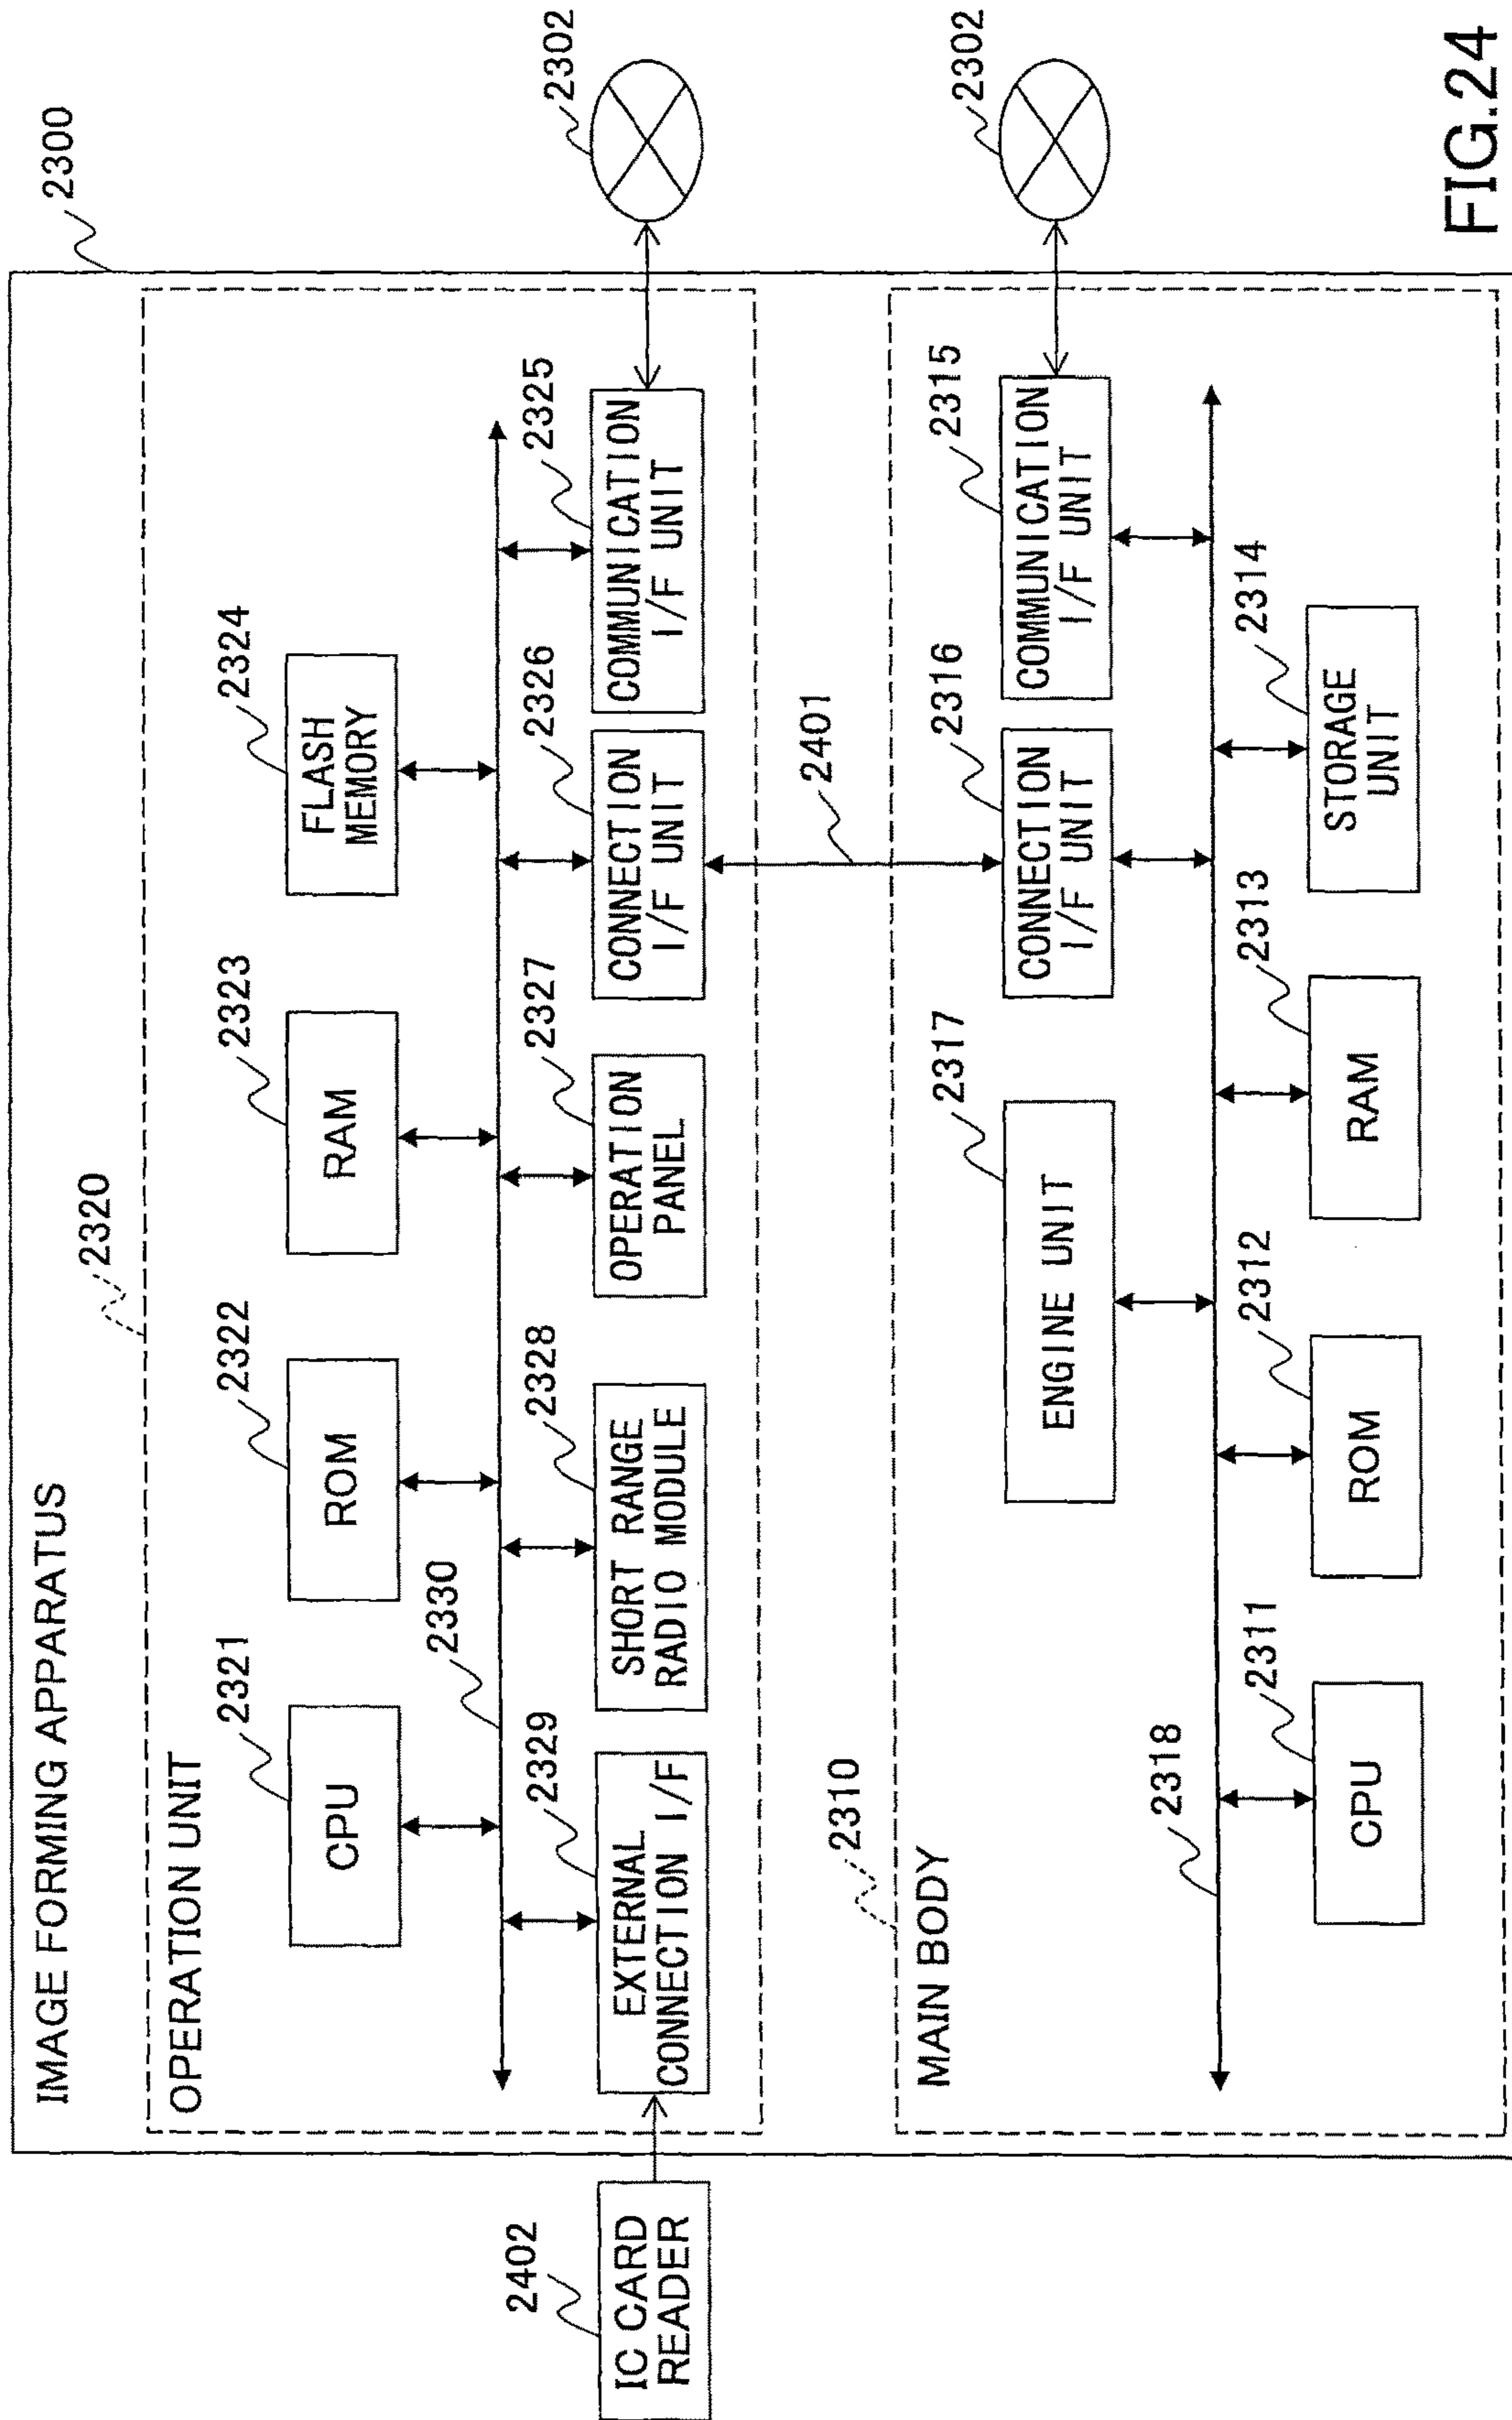 IMAGE FORMING APPARATUS
2300
2320
OPERATION UNIT
2321
CPU
2322
ROM
2323
RAM
2324
FLASH
MEMORY
2330
2329
EXTERNAL
CONNECTION I/F
2328
SHORT RANGE
RADIO MODULE
2327
OPERATION
PANEL
2326
CONNECTION
I/F UNIT
2325
COMMUNICATION
I/F UNIT
2302
2402
IC CARD
READER
2401
2310
MAIN BODY
2317
ENGINE UNIT
2316
CONNECTION
I/F UNIT
2315
COMMUNICATION
I/F UNIT
2302
2318
2311
CPU
2312
ROM
2313
RAM
2314
STORAGE
UNIT
FIG.24